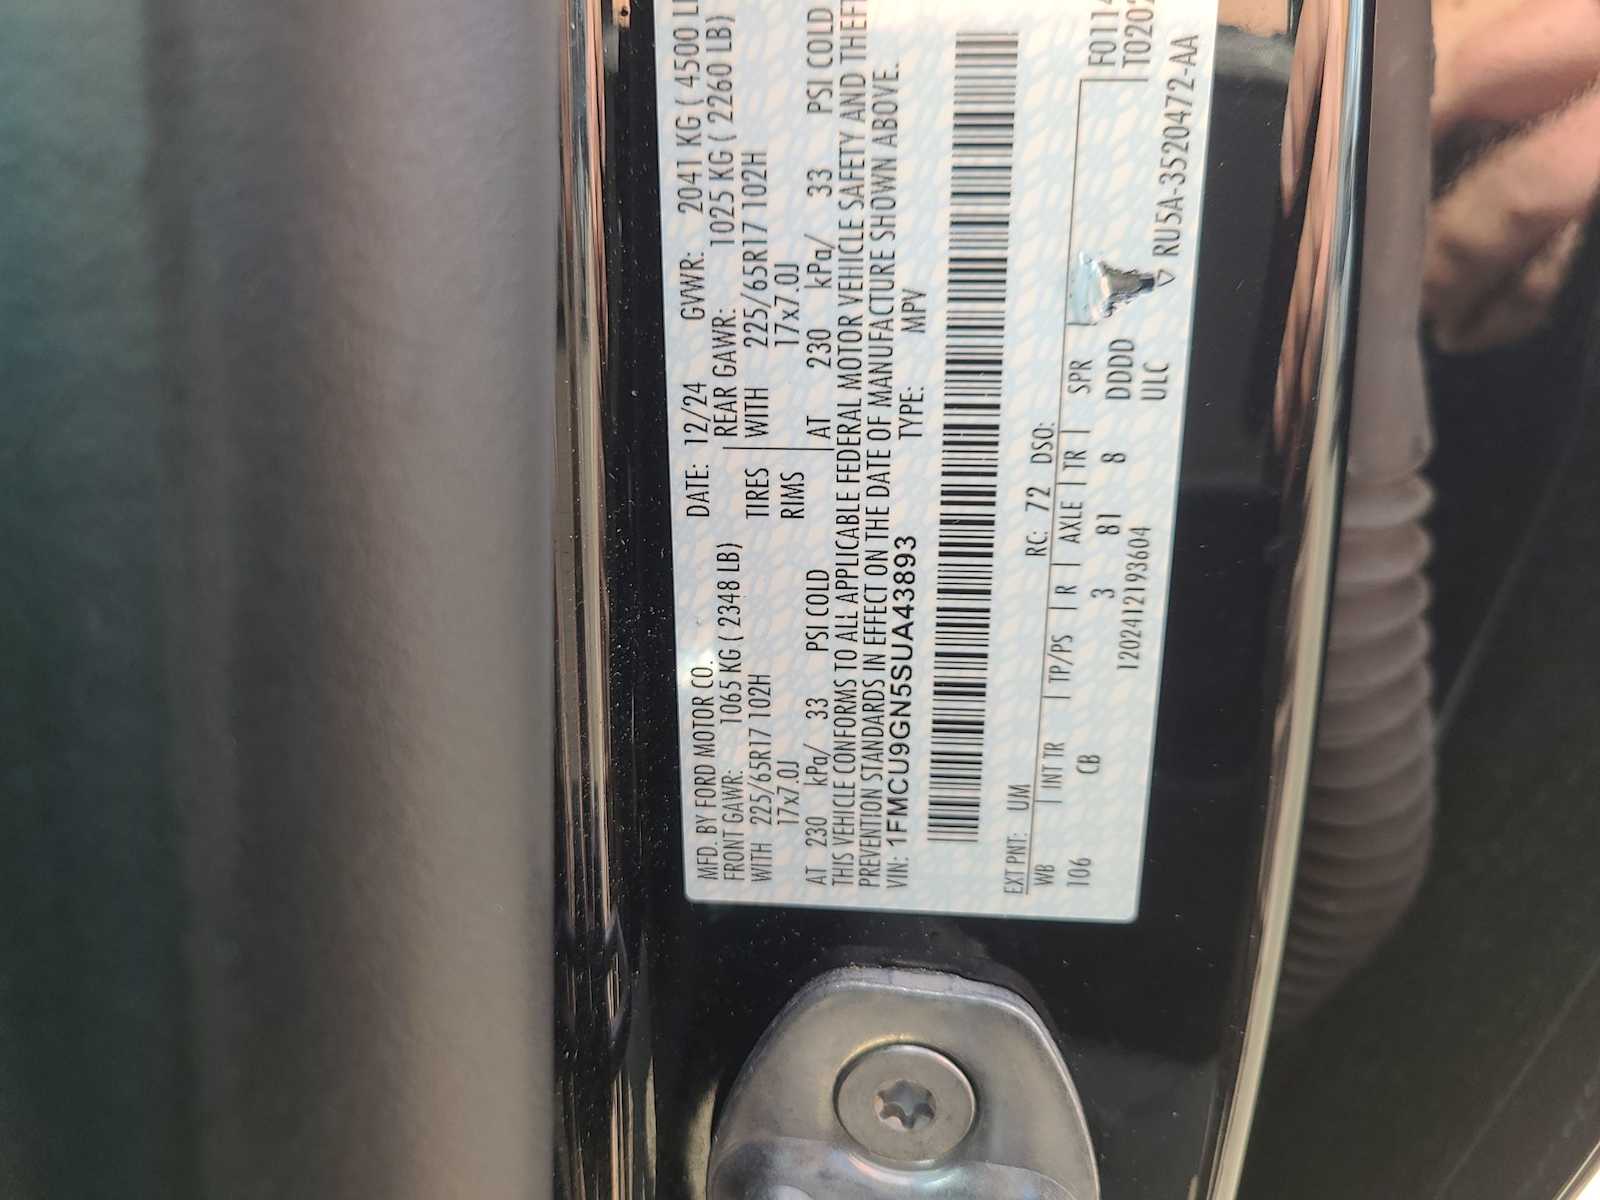 MFD. BY FORD MOTOR CO. DATE: 12/24 GVWR: 2041 KG ( 4500 L
FRONT GAWR: 1065 KG ( 2348 LB) REAR GAWR: 1025 KG ( 2260 LB)
WITH 225/65R17 102H TIRES WITH 225/65R17 102H
17x7.0J RIMS 17x7.0J
AT 230 kPa/ 33 PSI COLD AT 230 kPa/ 33 PSI COLD
THIS VEHICLE CONFORMS TO ALL APPLICABLE FEDERAL MOTOR VEHICLE SAFETY AND THEF
PREVENTION STANDARDS IN EFFECT ON THE DATE OF MANUFACTURE SHOWN ABOVE.
VIN: 1FMCU9GN5SUA43893 TYPE: MPV
EXT PNT: UM RC: 72 DSO:
WB INT TR TP/PS R AXLE TR SPR F0114
106 CB 3 81 8 DDDD T0202
1202412193604 ULC
RU5A-3520472-AA